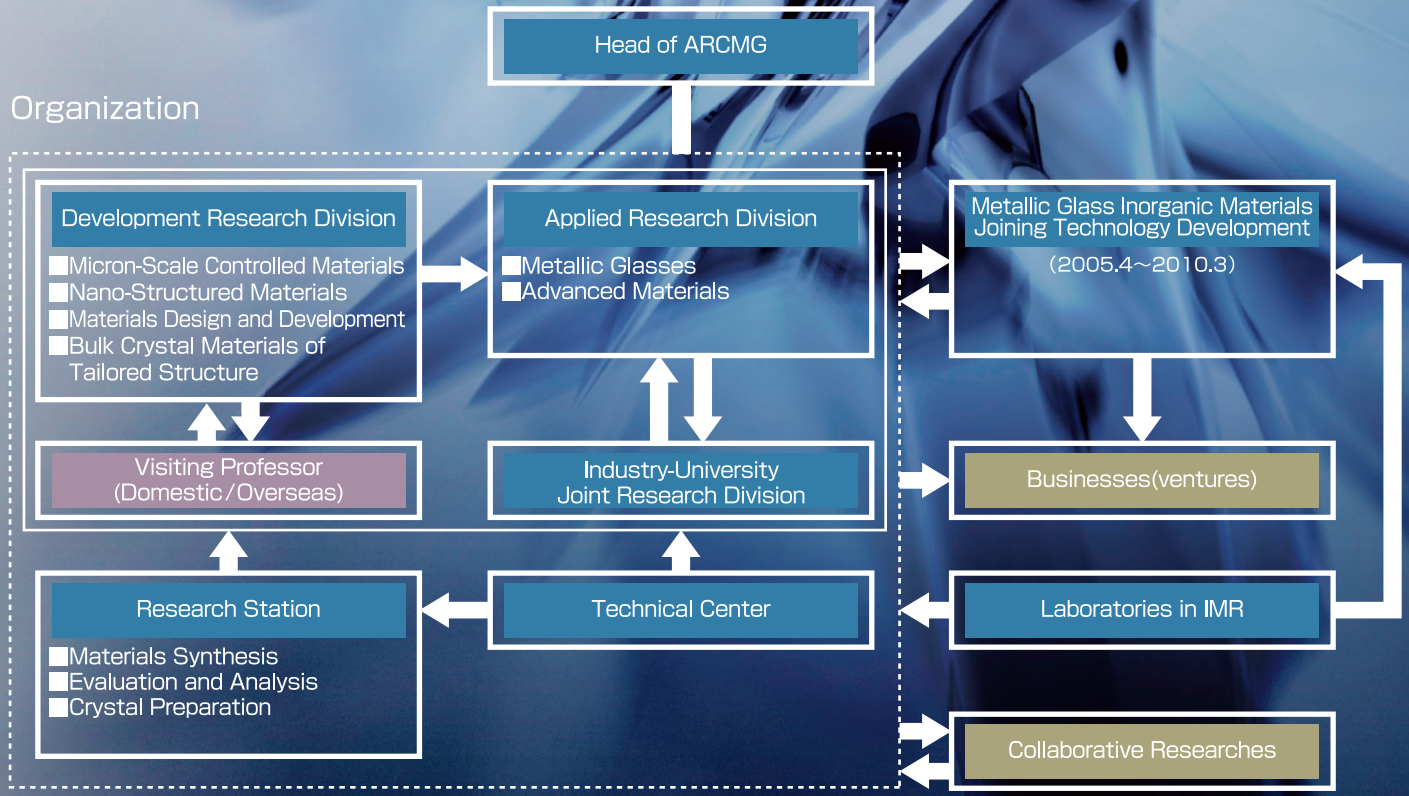 Head of ARCMG
Organization
Development Research Division
Micron-Scale Controlled Materials
Nano-Structured Materials
Materials Design and Development
Bulk Crystal Materials of
Tailored Structure
Applied Research Division
Metallic Glasses
Advanced Materials
Metallic Glass Inorganic Materials
Joining Technology Development
(2005.4～2010.3)
Visiting Professor
(Domestic/Overseas)
Industry-University
Joint Research Division
Businesses(ventures)
Research Station
Materials Synthesis
Evaluation and Analysis
Crystal Preparation
Technical Center
Laboratories in IMR
Collaborative Researches